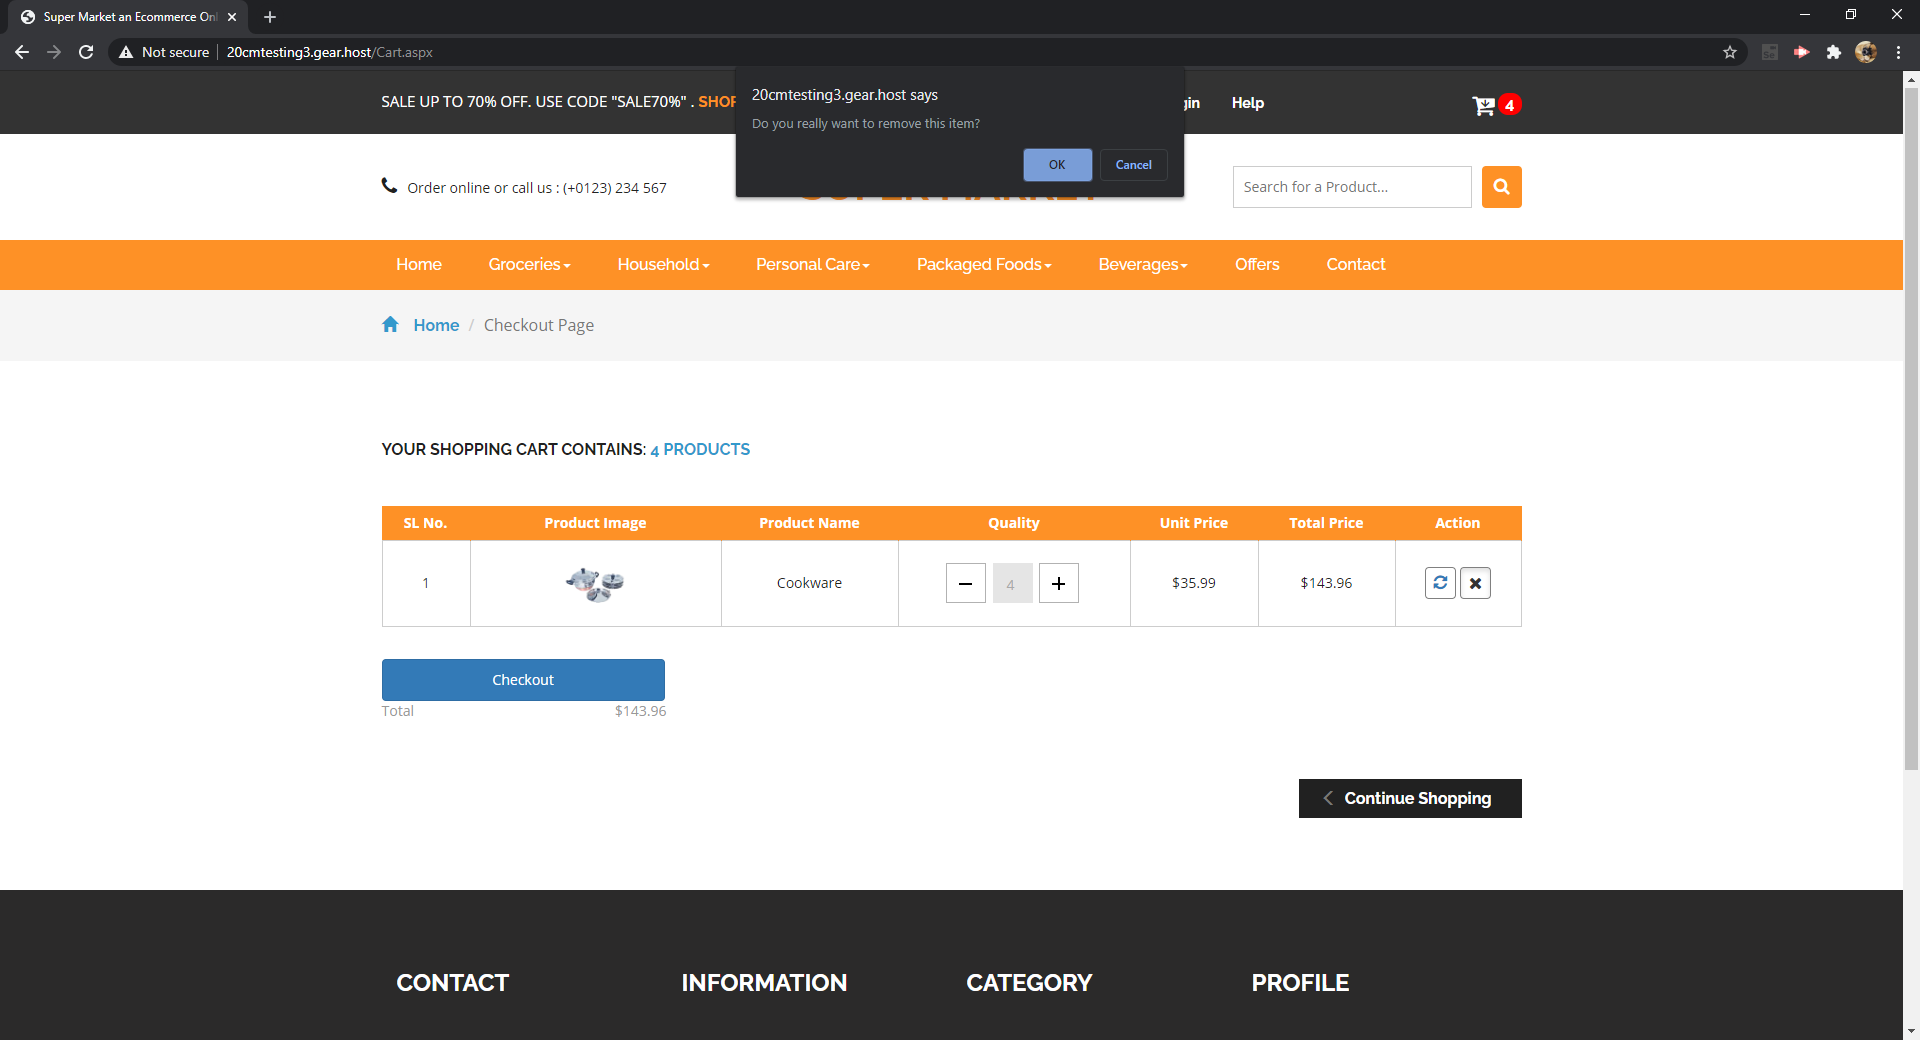 Super Market an Ecommerce Onl
Not secure
20cmtesting3.gear.host/Cart.aspx
20cmtesting3.gear.host says
Do you really want to remove this item?
OK
Cancel
SALE UP TO 70% OFF. USE CODE "SALE70%" . SHOP
gin
Help
4
Order online or call us : (+0123) 234 567
Search for a Product...
Home
Groceries
Household
Personal Care
Packaged Foods
Beverages
Offers
Contact
Home / Checkout Page
YOUR SHOPPING CART CONTAINS: 4 PRODUCTS
SL No. Product Image Product Name Quality Unit Price Total Price Action
1 Cookware 4 $35.99 $143.96
Checkout
Total $143.96
Continue Shopping
CONTACT
INFORMATION
CATEGORY
PROFILE